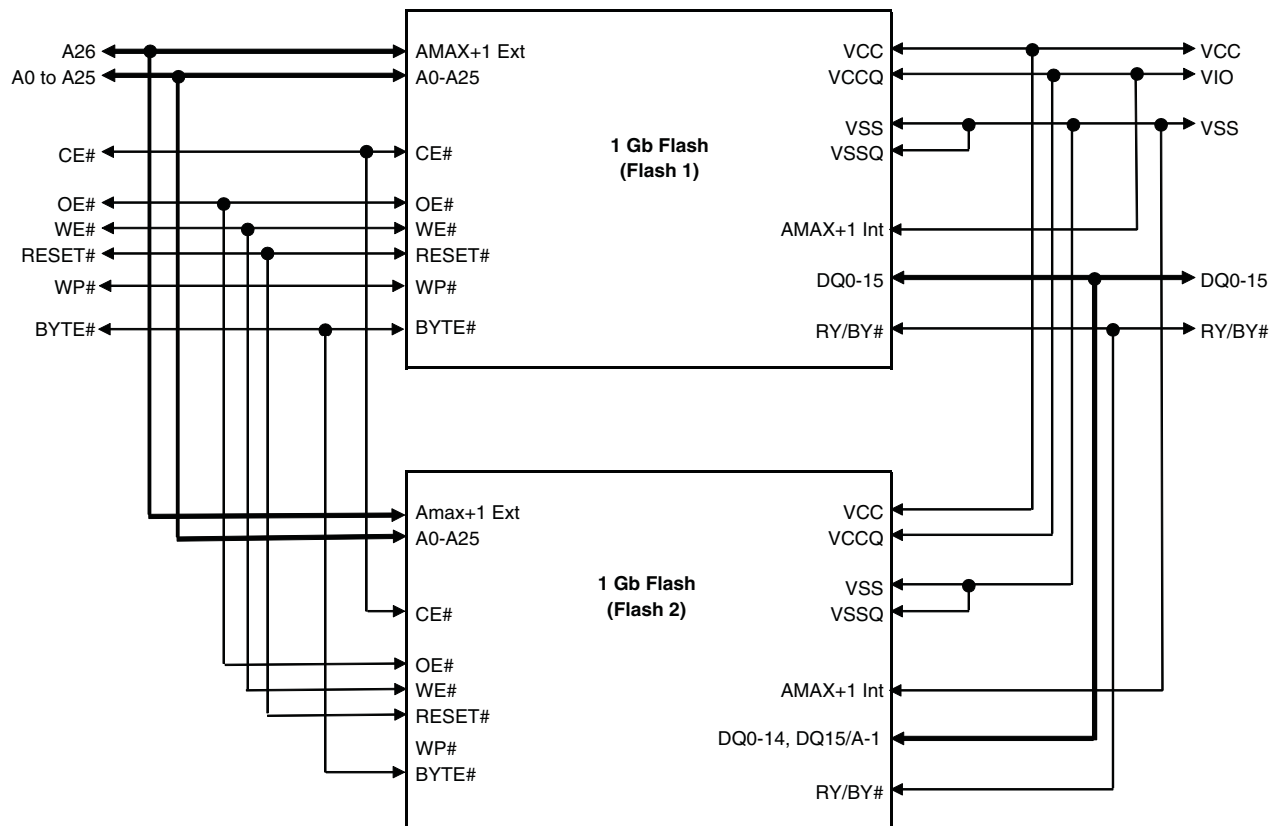 A26
A0 to A25
CE#
OE#
WE#
RESET#
WP#
BYTE#
AMAX+1 Ext
A0-A25
CE#
OE#
WE#
RESET#
WP#
BYTE#
1 Gb Flash
(Flash 1)
VCC
VCCQ
VSS
VSSQ
AMAX+1 Int
DQ0-15
RY/BY#
VCC
VIO
VSS
DQ0-15
RY/BY#
Amax+1 Ext
A0-A25
CE#
OE#
WE#
RESET#
WP#
BYTE#
1 Gb Flash
(Flash 2)
VCC
VCCQ
VSS
VSSQ
AMAX+1 Int
DQ0-14, DQ15/A-1
RY/BY#